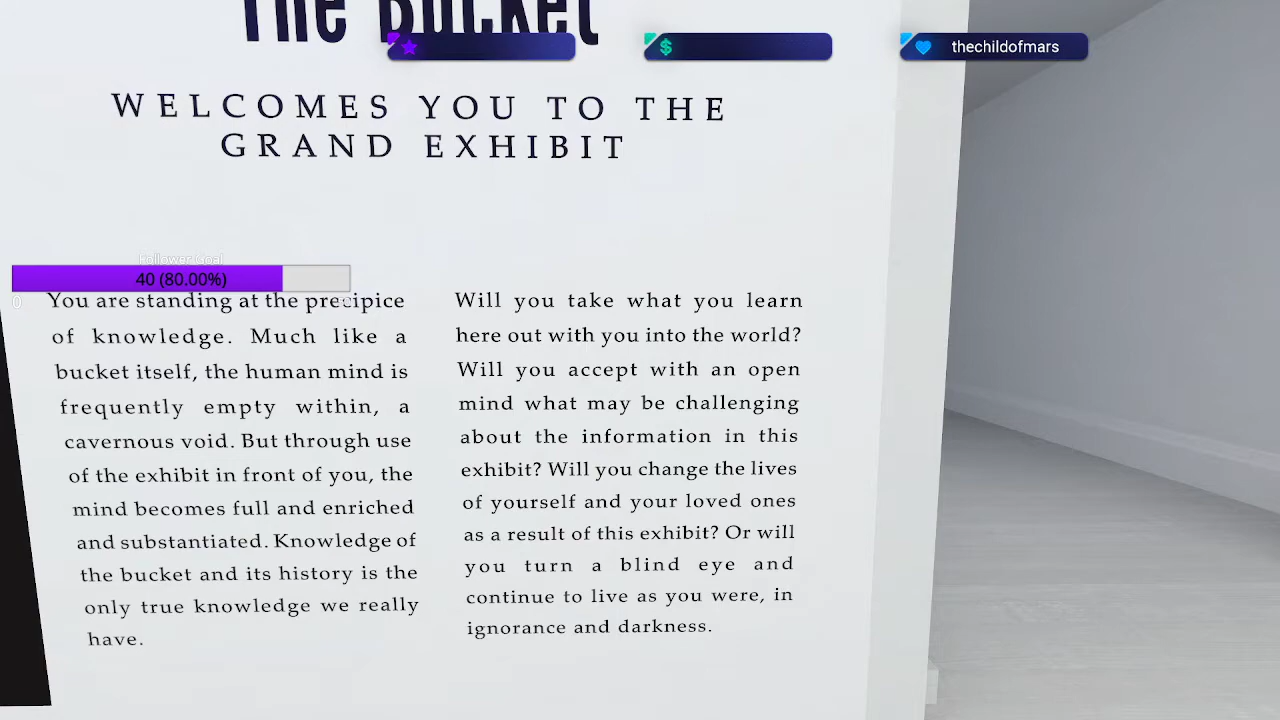 The Bucket
thechildofmars
WELCOMES YOU TO THE
GRAND EXHIBIT
Follower Goal
40 (80.00%)
0
You are standing at the precipice
of knowledge. Much like a
bucket itself, the human mind is
frequently empty within, a
cavernous void. But through use
of the exhibit in front of you, the
mind becomes full and enriched
and substantiated. Knowledge of
the bucket and its history is the
only true knowledge we really
have.
Will you take what you learn
here out with you into the world?
Will you accept with an open
mind what may be challenging
about the information in this
exhibit? Will you change the lives
of yourself and your loved ones
as a result of this exhibit? Or will
you turn a blind eye and
continue to live as you were, in
ignorance and darkness.